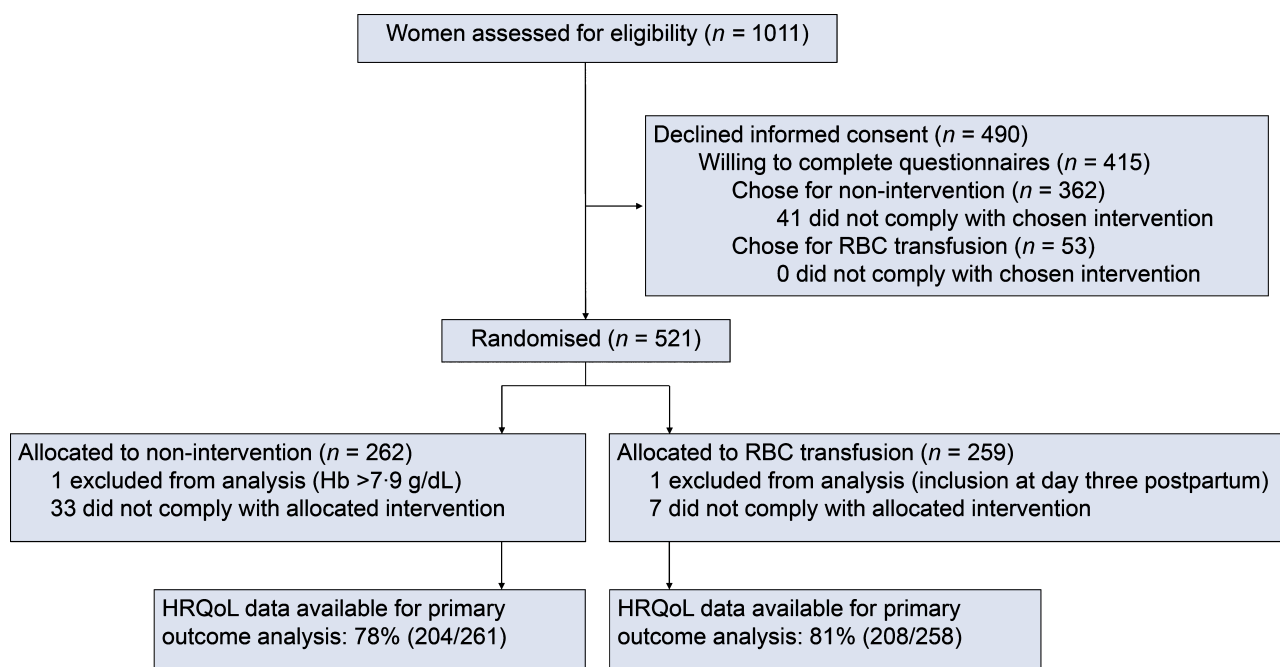 Women assessed for eligibility (n = 1011)
Declined informed consent (n = 490)
Willing to complete questionnaires (n = 415)
Chose for non-intervention (n = 362)
41 did not comply with chosen intervention
Chose for RBC transfusion (n = 53)
0 did not comply with chosen intervention
Randomised (n = 521)
Allocated to non-intervention (n = 262)
1 excluded from analysis (Hb >7·9 g/dL)
33 did not comply with allocated intervention
Allocated to RBC transfusion (n = 259)
1 excluded from analysis (inclusion at day three postpartum)
7 did not comply with allocated intervention
HRQoL data available for primary
outcome analysis: 78% (204/261)
HRQoL data available for primary
outcome analysis: 81% (208/258)